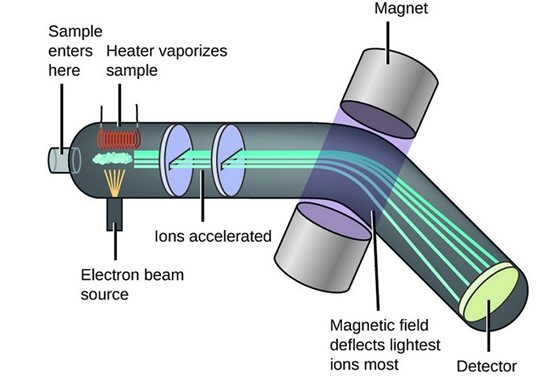 Magnet
Sample
enters
here
Heater vaporizes
sample
Ions accelerated
Electron beam
source
Magnetic field
deflects lightest
ions most
Detector